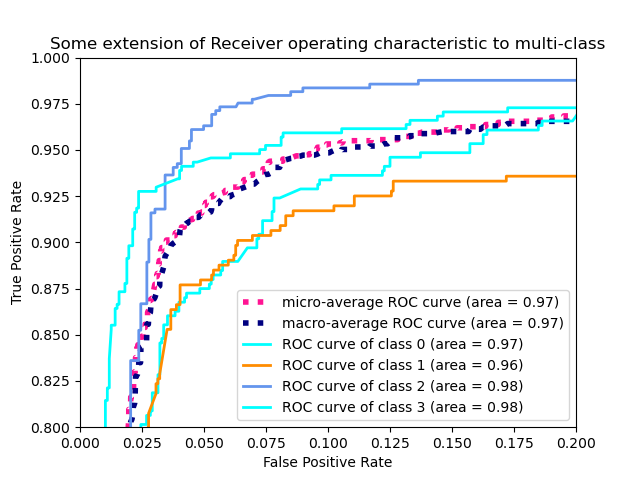 Some extension of Receiver operating characteristic to multi-class
1.000
0.975
0.950
0.925
0.900
0.875
0.850
0.825
0.800
True Positive Rate
micro-average ROC curve (area = 0.97)
macro-average ROC curve (area = 0.97)
ROC curve of class 0 (area = 0.97)
ROC curve of class 1 (area = 0.96)
ROC curve of class 2 (area = 0.98)
ROC curve of class 3 (area = 0.98)
0.000 0.025 0.050 0.075 0.100 0.125 0.150 0.175 0.200
False Positive Rate